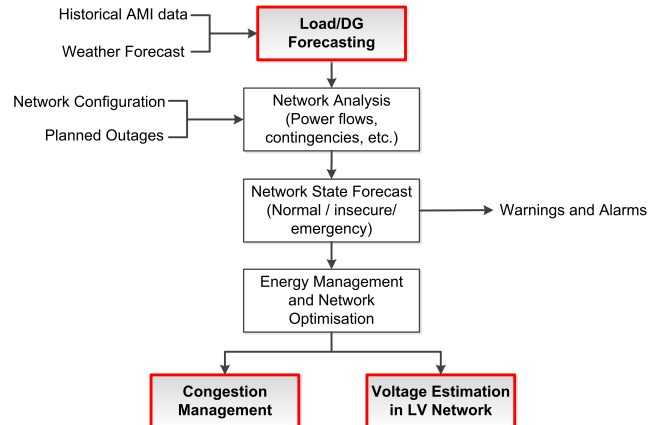 Historical AMI data
Weather Forecast
Load/DG
Forecasting
Network Configuration
Planned Outages
Network Analysis
(Power flows,
contingencies, etc.)
Network State Forecast
(Normal / insecure/
emergency)
Warnings and Alarms
Energy Management
and Network
Optimisation
Congestion
Management
Voltage Estimation
in LV Network